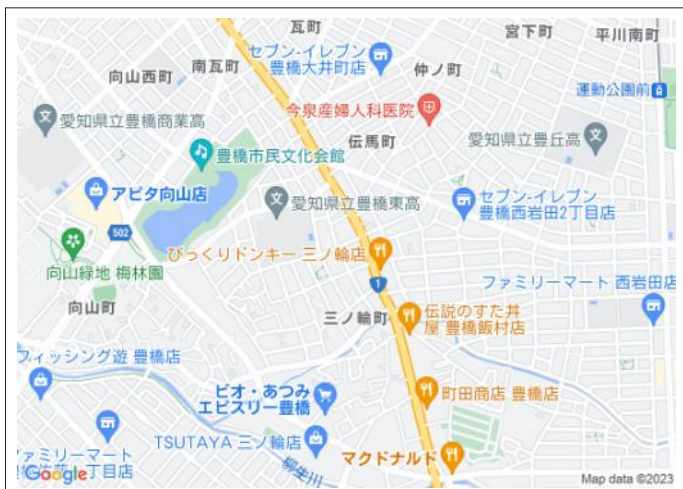 瓦町
宮下町
平川南町
セブン-イレブン
豊橋大井町店
仲ノ町
南瓦町
向山西町
運動公園前
今泉産婦人科医院
愛知県立豊橋商業高
伝馬町
愛知県立豊丘高
豊橋市民文化会館
アピタ向山店
愛知県立豊橋東高
セブン-イレブン
豊橋西岩田2丁目店
502
びっくりドンキー 三ノ輪店
向山緑地 梅林園
1
ファミリーマート 西岩田店
向山町
三ノ輪町
伝説のすた丼
屋 豊橋飯村店
フィッシング遊 豊橋店
ビオ・あつみ
エピスリー豊橋
町田商店 豊橋店
TSUTAYA 三ノ輪店
ファミリーマート
丁目店
マクドナルド
柳生川
Google
Map data ©2023